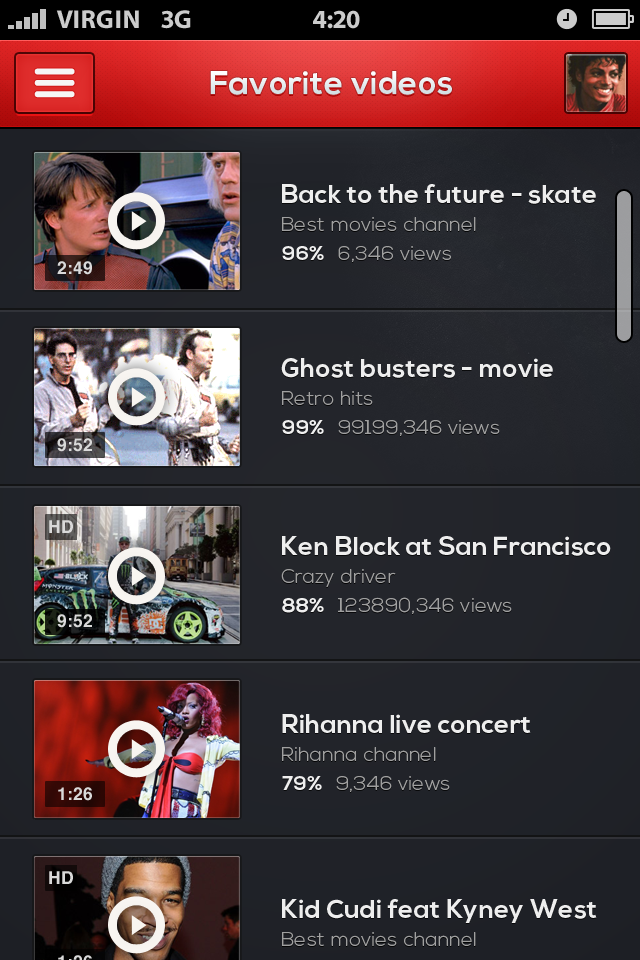 VIRGIN 3G 4:20
Favorite videos
2:49
Back to the future - skate
Best movies channel
96% 6,346 views
9:52
Ghost busters - movie
Retro hits
99% 99199,346 views
HD
BLOCK
MONSTER
DC
9:52
Ken Block at San Francisco
Crazy driver
88% 123890,346 views
1:26
Rihanna live concert
Rihanna channel
79% 9,346 views
HD
Kid Cudi feat Kyney West
Best movies channel